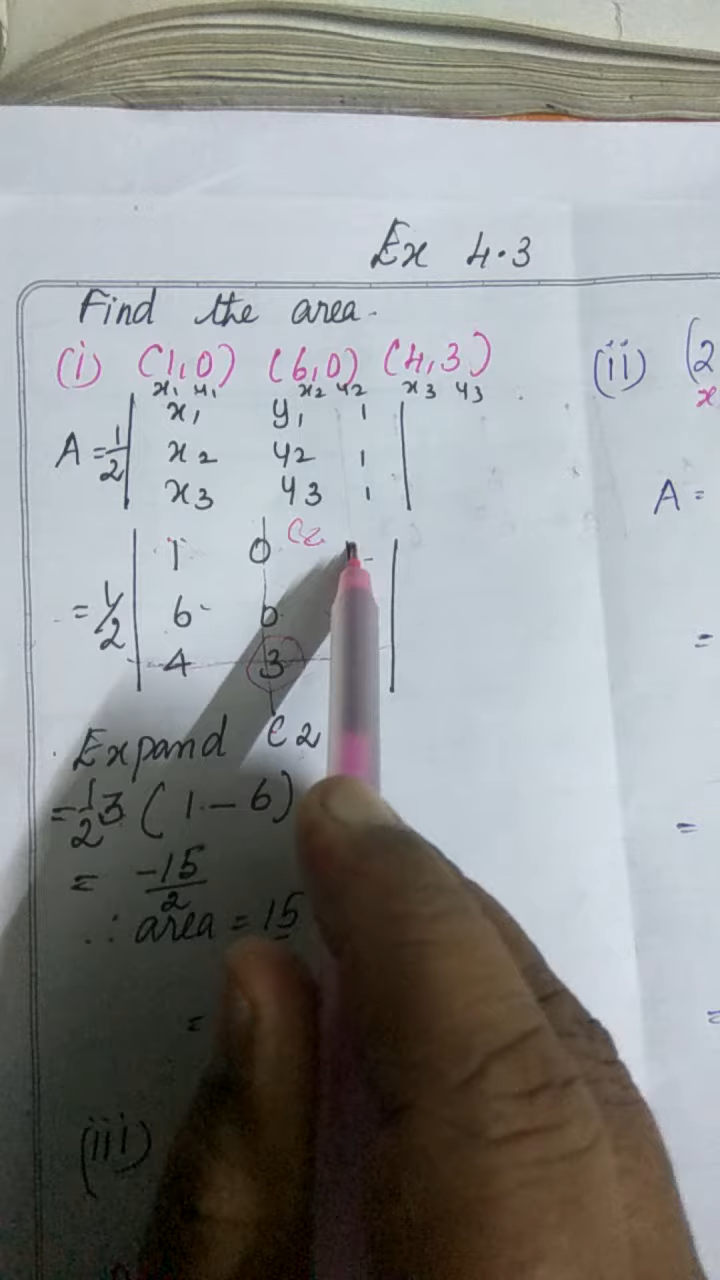 Ex 4.3
Find the area.
(i) (1,0) (6,0) (4,3)
x1 y1 x2 y2 x3 y3
A = 1/2 | x1 y1 1 |
| x2 y2 1 |
| x3 y3 1 |
C2
= 1/2 | 1 0 |
| 6 0 |
| 4 3 |
Expand C2
= 1/2 3 (1 - 6)
= -15/2
∴ area = 15
=
(iii)
(ii) (2
x
A =
=
=
=